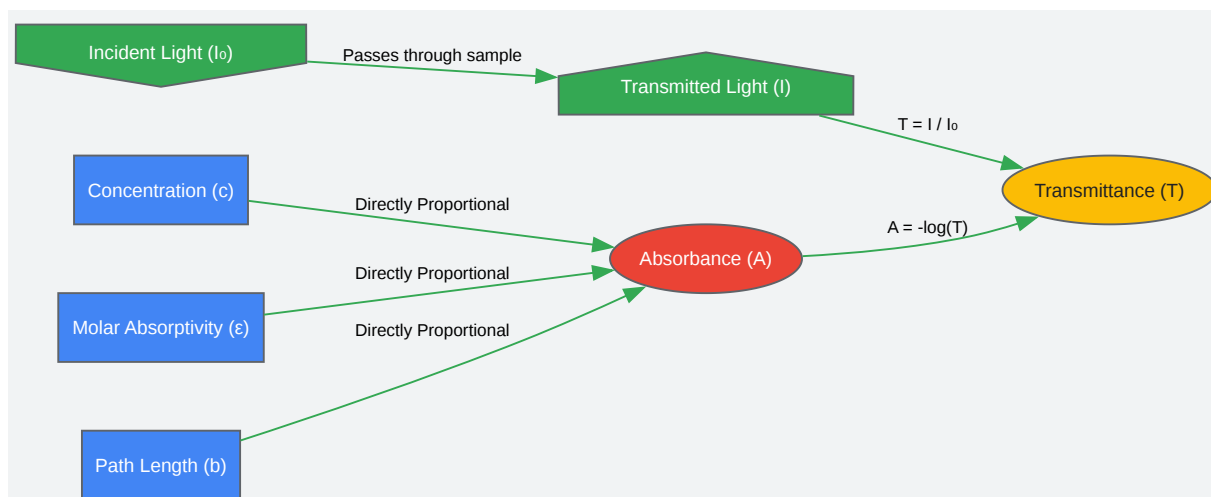 Incident Light (I₀)
Passes through sample
Transmitted Light (I)
T = I / I₀
Concentration (c)
Directly Proportional
Transmittance (T)
A = -log(T)
Absorbance (A)
Directly Proportional
Molar Absorptivity (ε)
Directly Proportional
Path Length (b)